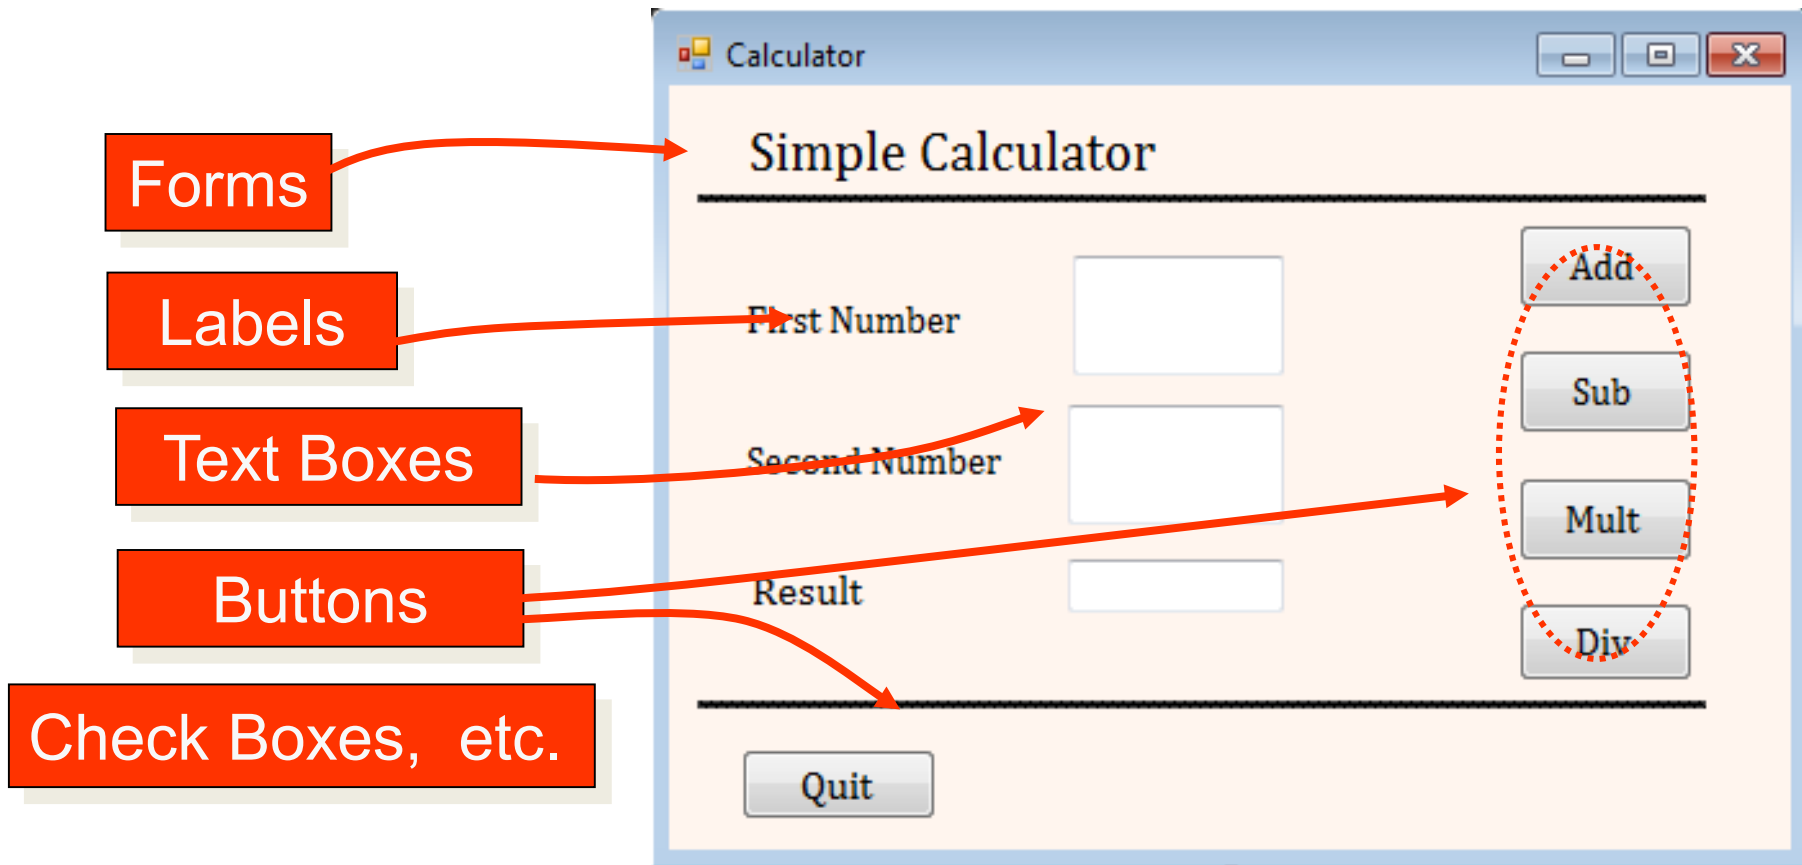 Calculator
Forms
Simple Calculator
Labels
First Number
Add
Text Boxes
Second Number
Sub
Buttons
Result
Mult
Div
Check Boxes, etc.
Quit